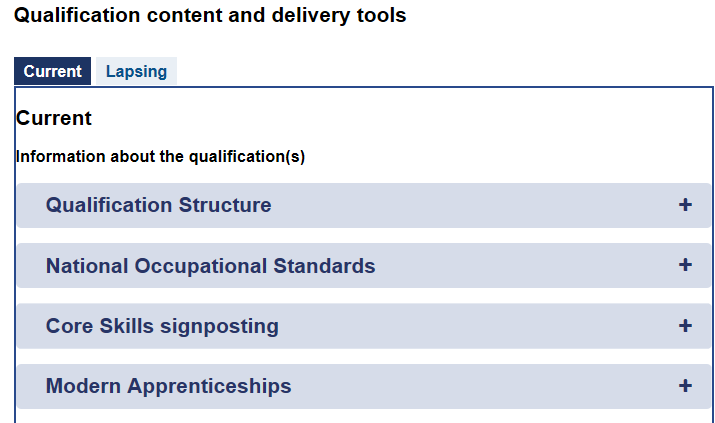 Qualification content and delivery tools
Current Lapsing
Current
Information about the qualification(s)
Qualification Structure +
National Occupational Standards +
Core Skills signposting +
Modern Apprenticeships +